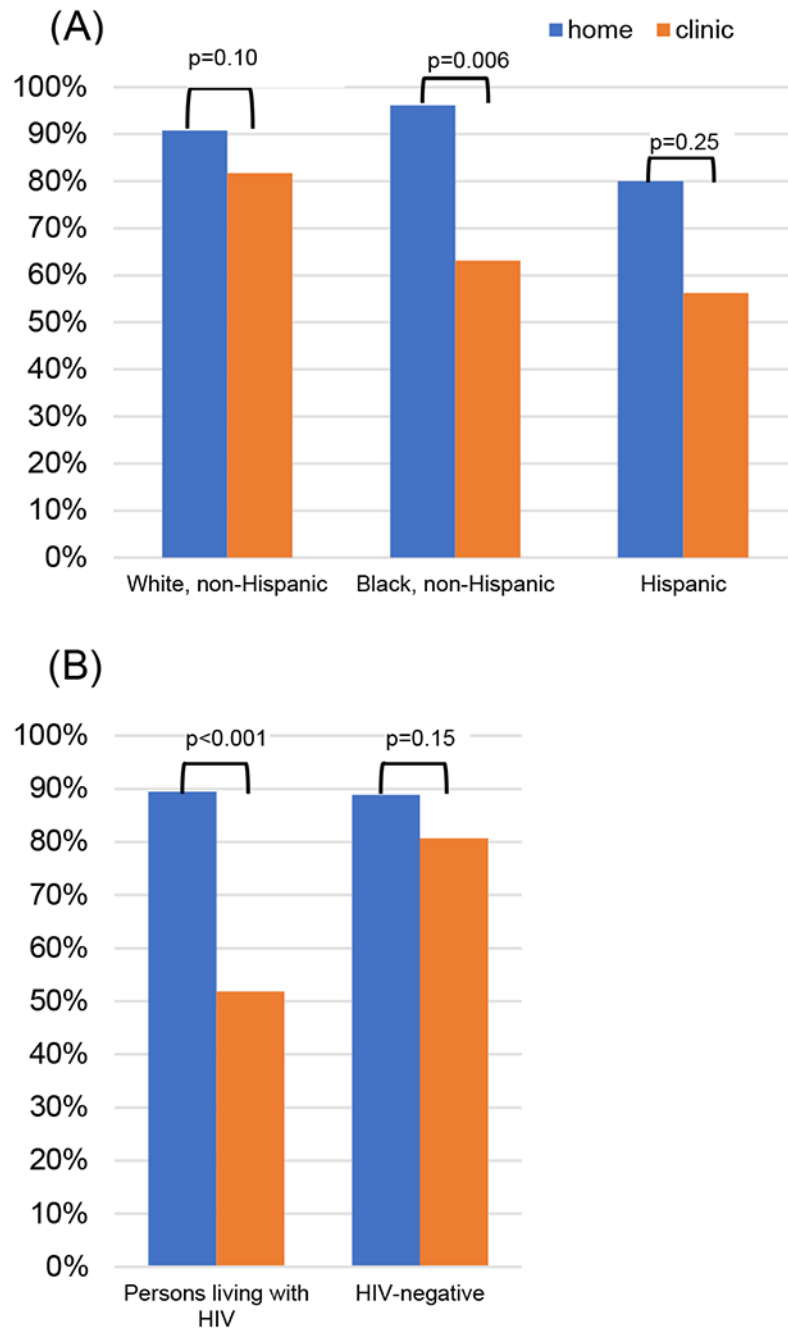 (A)
home clinic
p=0.10
p=0.006
p=0.25
100%
90%
80%
70%
60%
50%
40%
30%
20%
10%
0%
White, non-Hispanic
Black, non-Hispanic
Hispanic
(B)
100%
p<0.001
p=0.15
90%
80%
70%
60%
50%
40%
30%
20%
10%
0%
Persons living with
HIV
HIV-negative